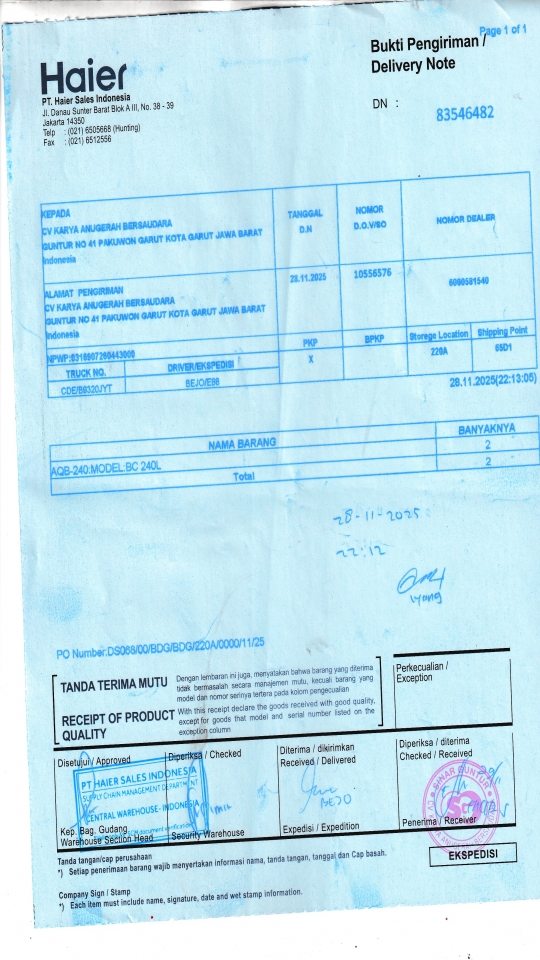 Page 1 of 1
Bukti Pengiriman /
Delivery Note
Haier
PT. Haier Sales Indonesia
Jl. Danau Sunter Barat Blok A III, No. 38 - 39
Jakarta 14350
Telp : (021) 6505668 (Hunting)
Fax : (021) 6512556
DN : 83546482
KEPADA
CV KARYA ANUGERAH BERSAUDARA
GUNTUR NO 41 PAKUWON GARUT KOTA GARUT JAWA BARAT
Indonesia
TANGGAL
D.N
NOMOR
D.O.V/SO
NOMOR DEALER
ALAMAT PENGIRIMAN
CV KARYA ANUGERAH BERSAUDARA
GUNTUR NO 41 PAKUWON GARUT KOTA GARUT JAWA BARAT
Indonesia
28.11.2025
10556576
6000581540
NPWP:0316907260443000
PKP
BPKP
Storege Location
Shipping Point
TRUCK NO.
DRIVER/EKSPEDISI
X
220A
65D1
CDE/B9320JYT
BEJO/E88
28.11.2025(22:13:05)
NAMA BARANG
BANYAKNYA
AQB-240:MODEL:BC 240L
2
Total
2
28-11-2025
22:12
PO Number:DS068/00/BDG/BDG/220A/0000/11/25
TANDA TERIMA MUTU
Dengan lembaran ini juga, menyatakan bahwa barang yang diterima
tidak bermasalah secara manajemen mutu, kecuali barang yang
model dan nomor serinya tertera pada kolom pengecualian
RECEIPT OF PRODUCT
QUALITY
With this receipt declare the goods received with good quality,
except for goods that model and serial number listed on the
exception column
Perkecualian /
Exception
Disetujui / Approved
Diperiksa / Checked
Diterima / dikirimkan
Received / Delivered
Diperiksa / diterima
Checked / Received
PT HAIER SALES INDONESIA
SUPPLY CHAIN MANAGEMENT DEPARTMENT
CENTRAL WAREHOUSE- INDONESIA
SCM document verification
BEJO
SINAR GUNTUR
Kep. Bag. Gudang
Warehouse Section Head
Security Warehouse
Expedisi / Expedition
Penerima / Receiver
Tanda tangan/cap perusahaan
*) Setiap penerimaan barang wajib menyertakan informasi nama, tanda tangan, tanggal dan Cap basah.
EKSPEDISI
Company Sign / Stamp
*) Each item must include name, signature, date and wet stamp information.